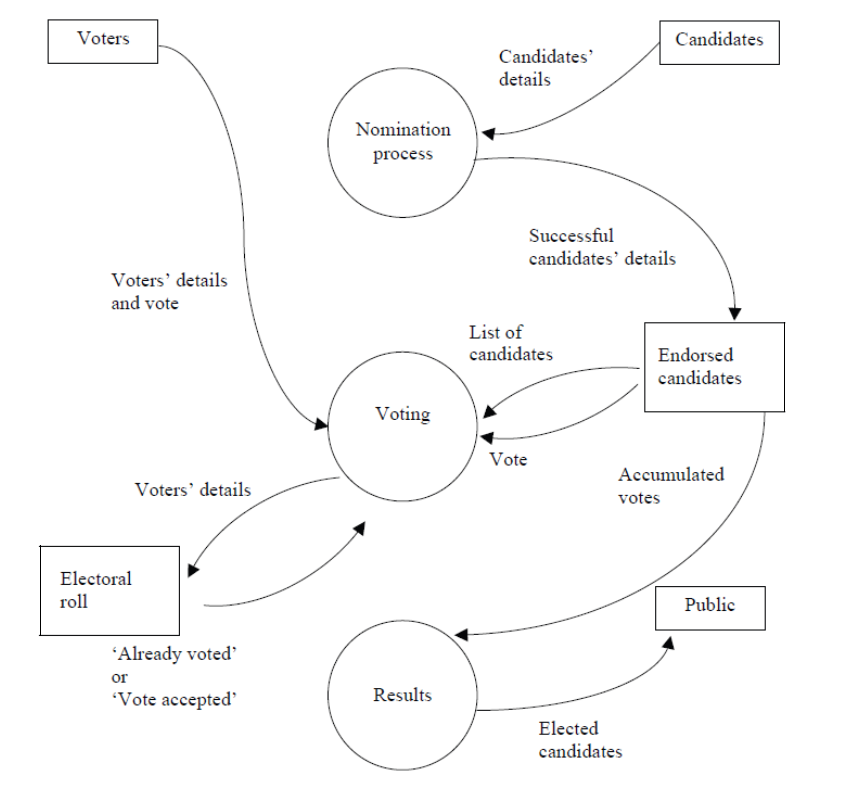 Voters
Candidates
Candidates’
details
Nomination
process
Successful
candidates’ details
Voters’ details
and vote
List of
candidates
Endorsed
candidates
Voting
Vote
Accumulated
votes
Voters’ details
Electoral
roll
‘Already voted’
or
‘Vote accepted’
Public
Results
Elected
candidates